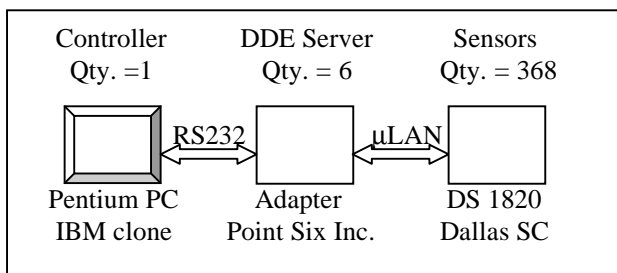 Controller DDE Server Sensors
Qty. =1 Qty. = 6 Qty. = 368
RS232 µLAN
Pentium PC Adapter DS 1820
IBM clone Point Six Inc. Dallas SC